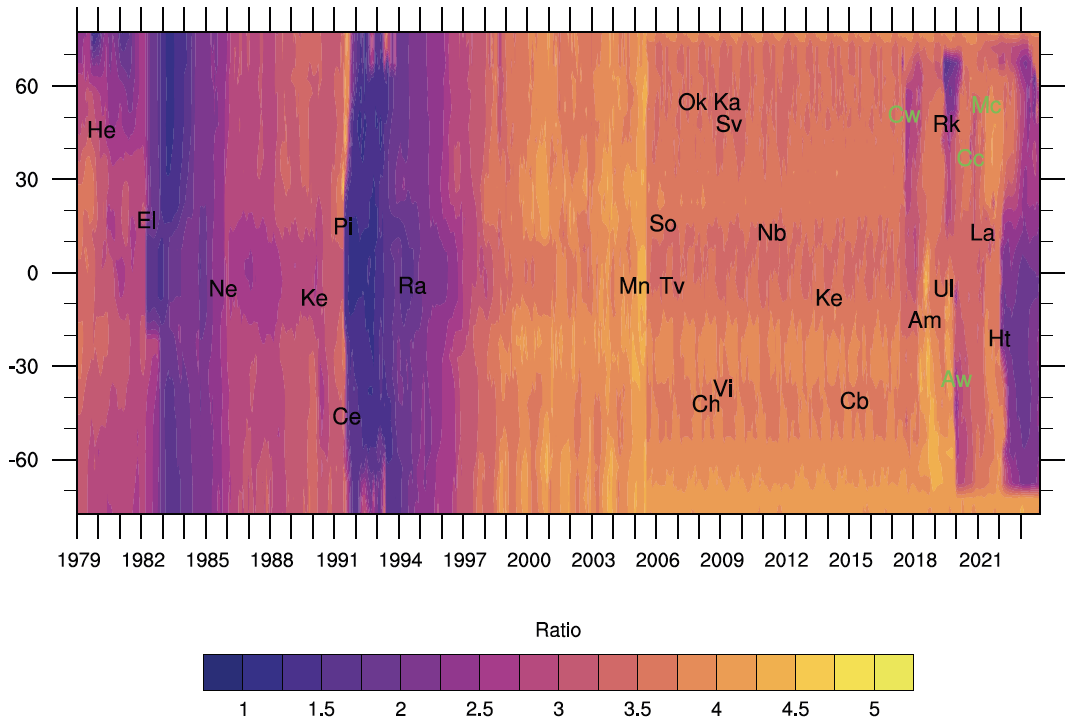 60
30
0
-30
-60
He
El
Ne
Ke
Pi
Ce
Ra
Mn
Tv
So
Ok Ka
Sv
Nb
Ke
Vi
Ch
Cb
Cw
Rk
Mc
Cc
La
Ul
Am
Ht
Aw
1979 1982 1985 1988 1991 1994 1997 2000 2003 2006 2009 2012 2015 2018 2021
Ratio
1 1.5 2 2.5 3 3.5 4 4.5 5